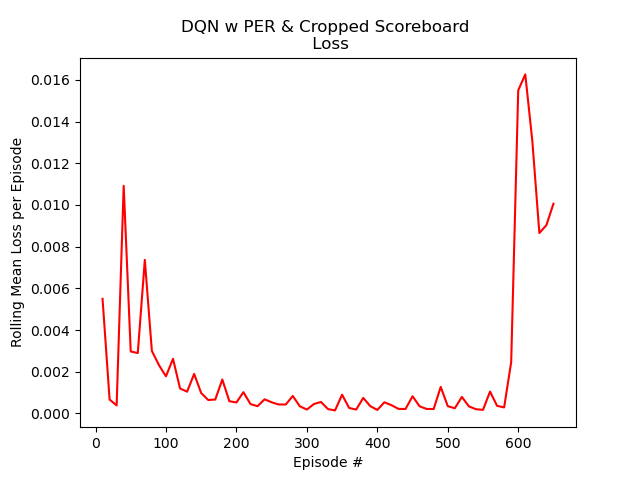 DQN w PER & Cropped Scoreboard
Loss
Rolling Mean Loss per Episode
0.016
0.014
0.012
0.010
0.008
0.006
0.004
0.002
0.000
0 100 200 300 400 500 600
Episode #